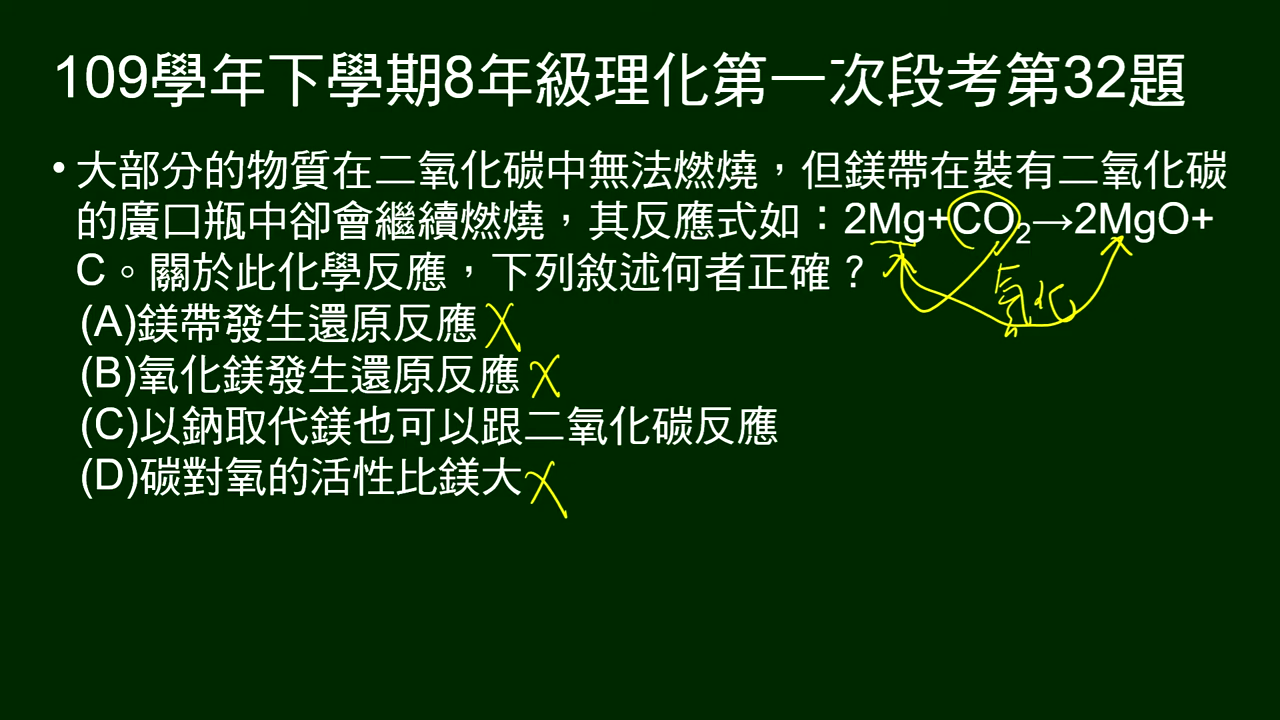 109學年下學期8年級理化第一次段考第32題
• 大部分的物質在二氧化碳中無法燃燒，但鎂帶在裝有二氧化碳
的廣口瓶中卻會繼續燃燒，其反應式如：2Mg+CO₂→2MgO+
C。關於此化學反應，下列敘述何者正確？
氧化
(A)鎂帶發生還原反應 X
(B)氧化鎂發生還原反應 X
(C)以鈉取代鎂也可以跟二氧化碳反應
(D)碳對氧的活性比鎂大 X